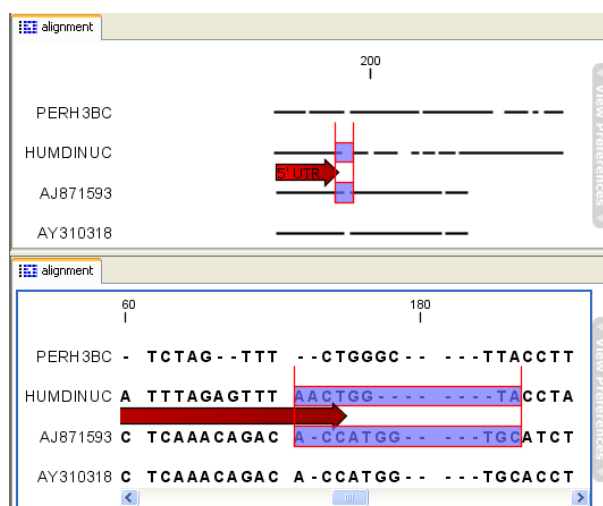 alignment
200
PERH3BC
HUMDINUC
5' UTR
AJ871593
AY310318
View Preferences
alignment
60 180
PERH3BC - TCTAG--TTT --CTGGGC-- ---TTACCTT
HUMDINUC A TTTAGAGTTT AACTGG---- ----TACCTA
AJ871593 C TCAAACAGAC A-CCATGG-- ---TGCATCT
AY310318 C TCAAACAGAC A-CCATGG-- ---TGCACCT
View Preferences